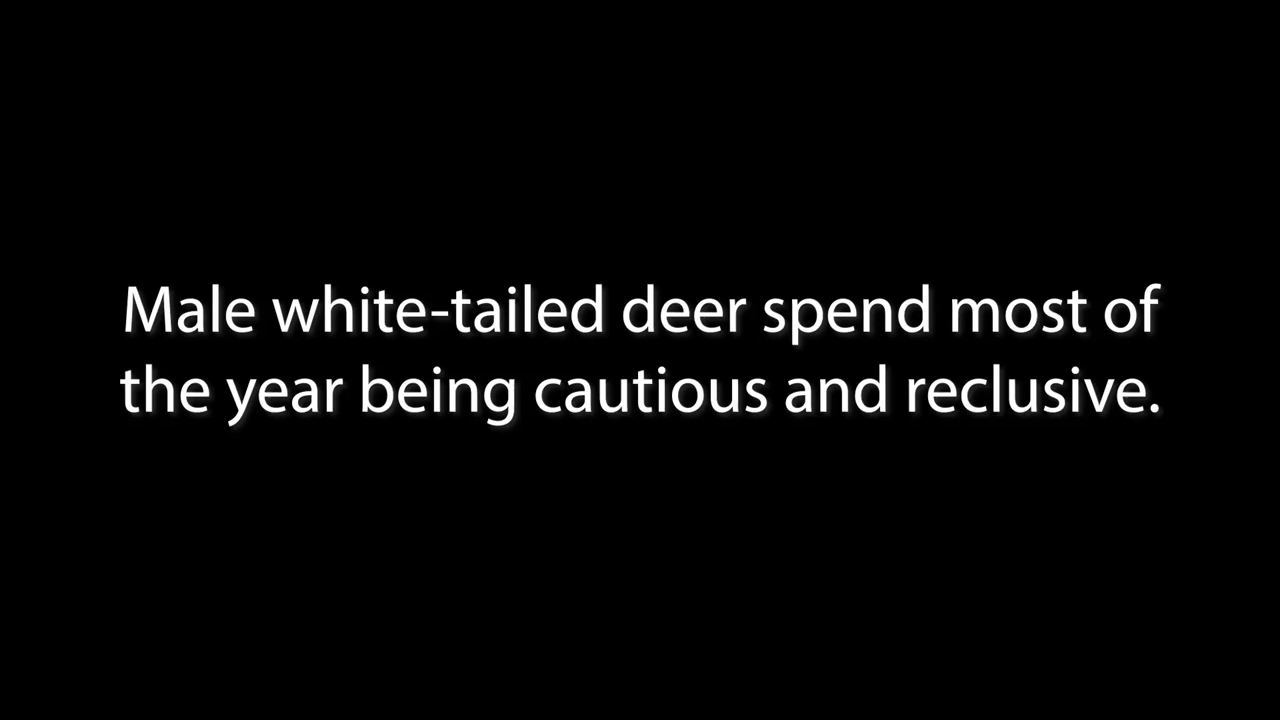 Male white-tailed deer spend most of
the year being cautious and reclusive.